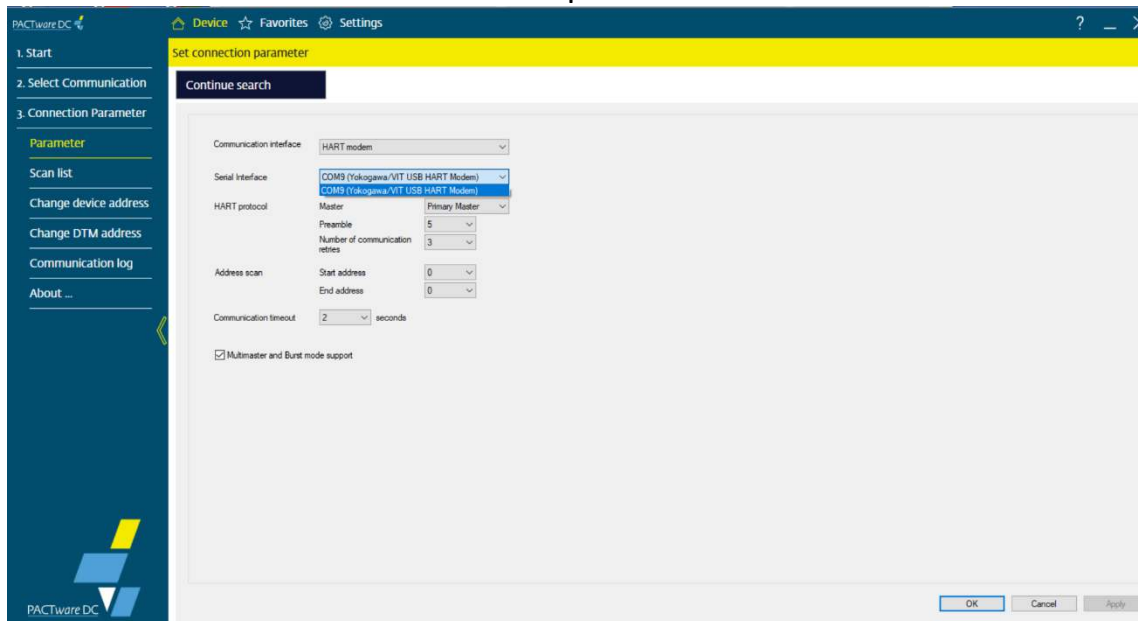 PACTware DC
Device Favorites Settings ?
1. Start
Set connection parameter
2. Select Communication
Continue search
3. Connection Parameter
Parameter
Communication interface HART modem
Scan list
Serial Interface COM9 (Yokogawa/VIT USB HART Modem)
COM9 (Yokogawa/VIT USB HART Modem)
Change device address
HART protocol Master Primary Master
Preamble 5
Change DTM address
Number of communication retries 3
Communication log
Address scan Start address 0
End address 0
About ...
Communication timeout 2 seconds
Multimaster and Burst mode support
PACTware DC
OK Cancel Apply